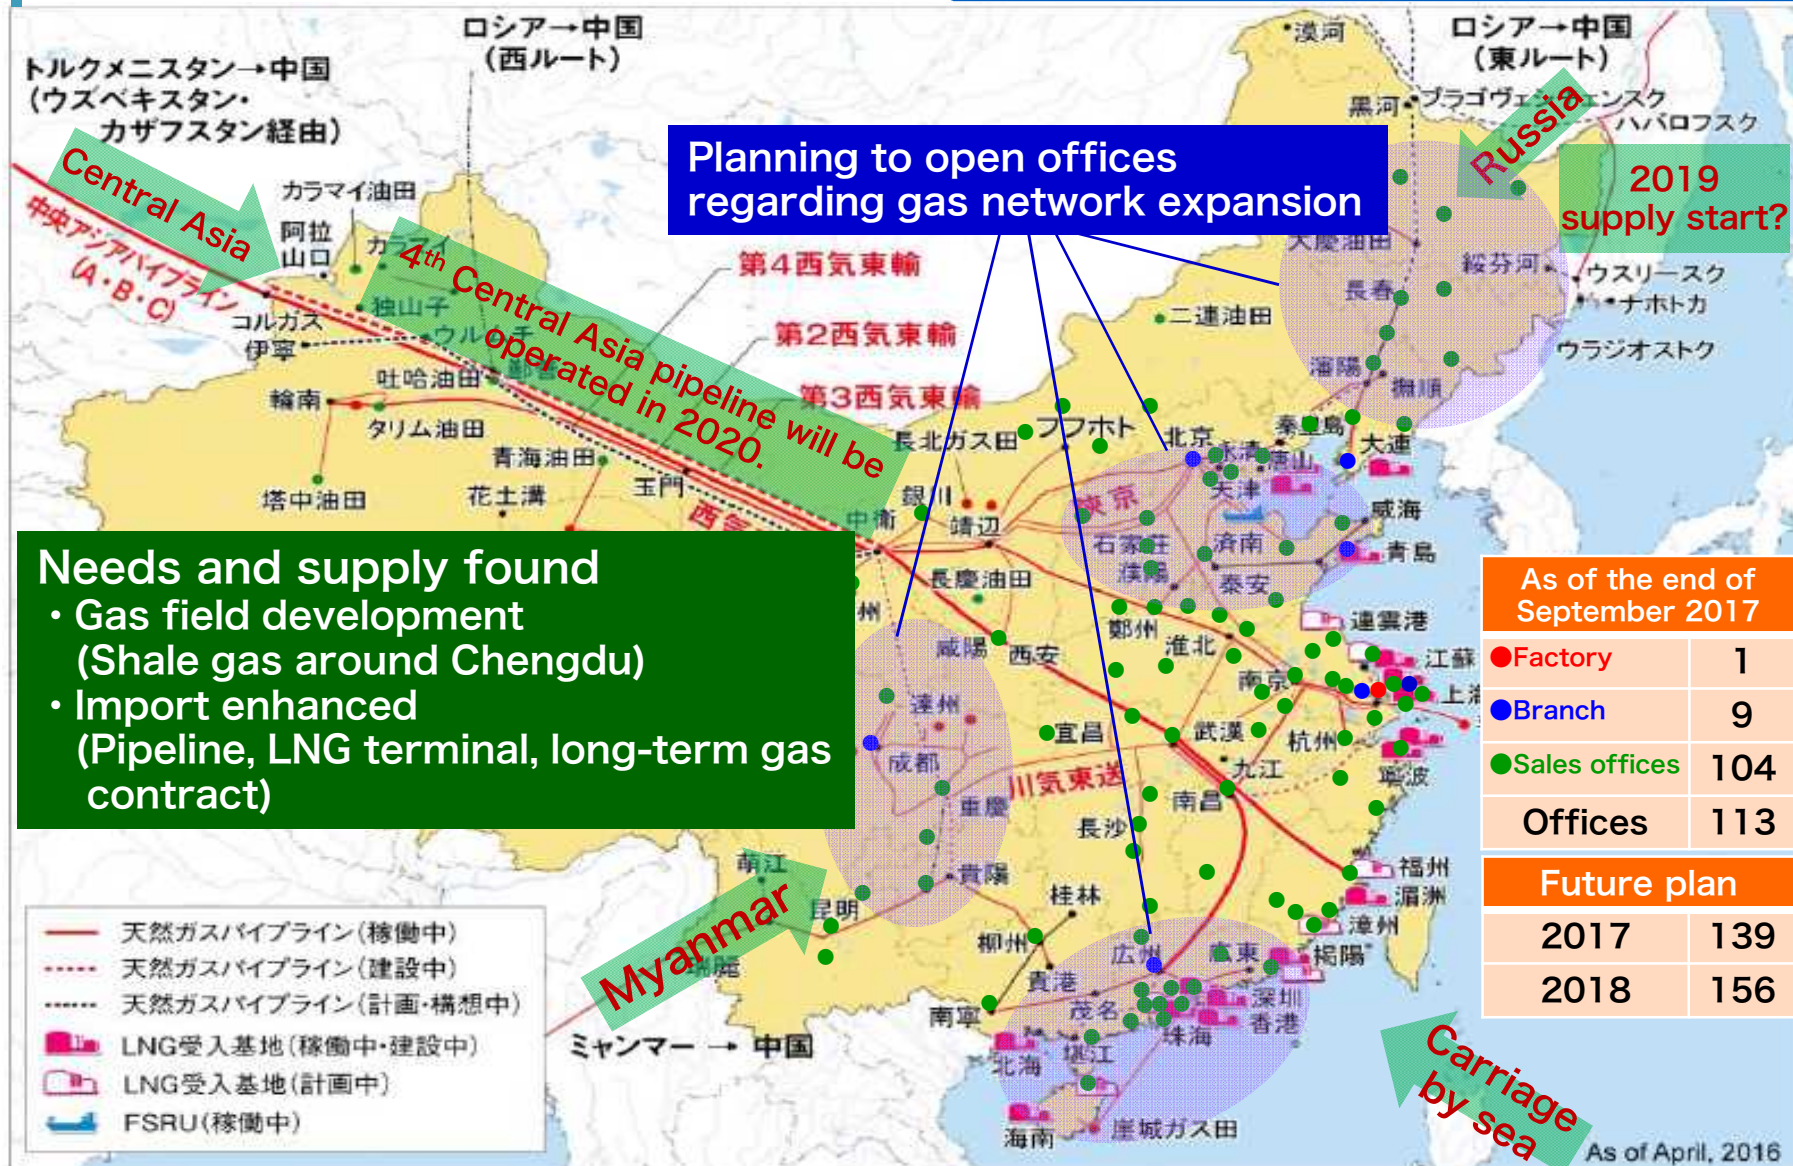 ロシア→中国
(西ルート)
ロシア→中国
(東ルート)
トルクメニスタン→中国
(ウズベキスタン・
カザフスタン経由)
漠河
黒河
ブラゴヴェシチェンスク
ハバロフスク
Central Asia
Russia
2019
supply start?
Planning to open offices
regarding gas network expansion
中央アジアパイプライン
(A・B・C)
カラマイ油田
阿拉
山口
カラマイ
独山子
ウルムチ
コルガス
伊寧
4th Central Asia pipeline will be
operated in 2020.
第4西気東輸
第2西気東輸
第3西気東輸
二連油田
大慶油田
綏芬河
ウスリースク
ナホトカ
長春
ウラジオストク
瀋陽
撫順
吐哈油田
鄯善
輪南
タリム油田
塔中油田
青海油田
花土溝
玉門
長北ガス田
フフホト
北京
永清
唐山
秦皇島
大連
天津
銀川
中衛
靖辺
陝京
威海
石家荘
済南
青島
濮陽
泰安
長慶油田
州
Needs and supply found
・Gas field development
(Shale gas around Chengdu)
・Import enhanced
(Pipeline, LNG terminal, long-term gas
contract)
咸陽
西安
鄭州
淮北
連雲港
江蘇
南京
上海
達州
成都
宜昌
武漢
杭州
寧波
九江
川気東送
重慶
南昌
長沙
貴陽
福州
湄洲
漳州
桂林
昆明
瑞麗
柳州
広州
広東
掲陽
貴港
茂名
深圳
香港
珠海
南寧
北海
湛江
海南
崖城ガス田
Myanmar
ミャンマー → 中国
Carriage
by sea
As of the end of
September 2017
●Factory 1
●Branch 9
●Sales offices 104
Offices 113
Future plan
2017 139
2018 156
天然ガスパイプライン(稼働中)
天然ガスパイプライン(建設中)
天然ガスパイプライン(計画・構想中)
LNG受入基地(稼働中・建設中)
LNG受入基地(計画中)
FSRU(稼働中)
As of April, 2016